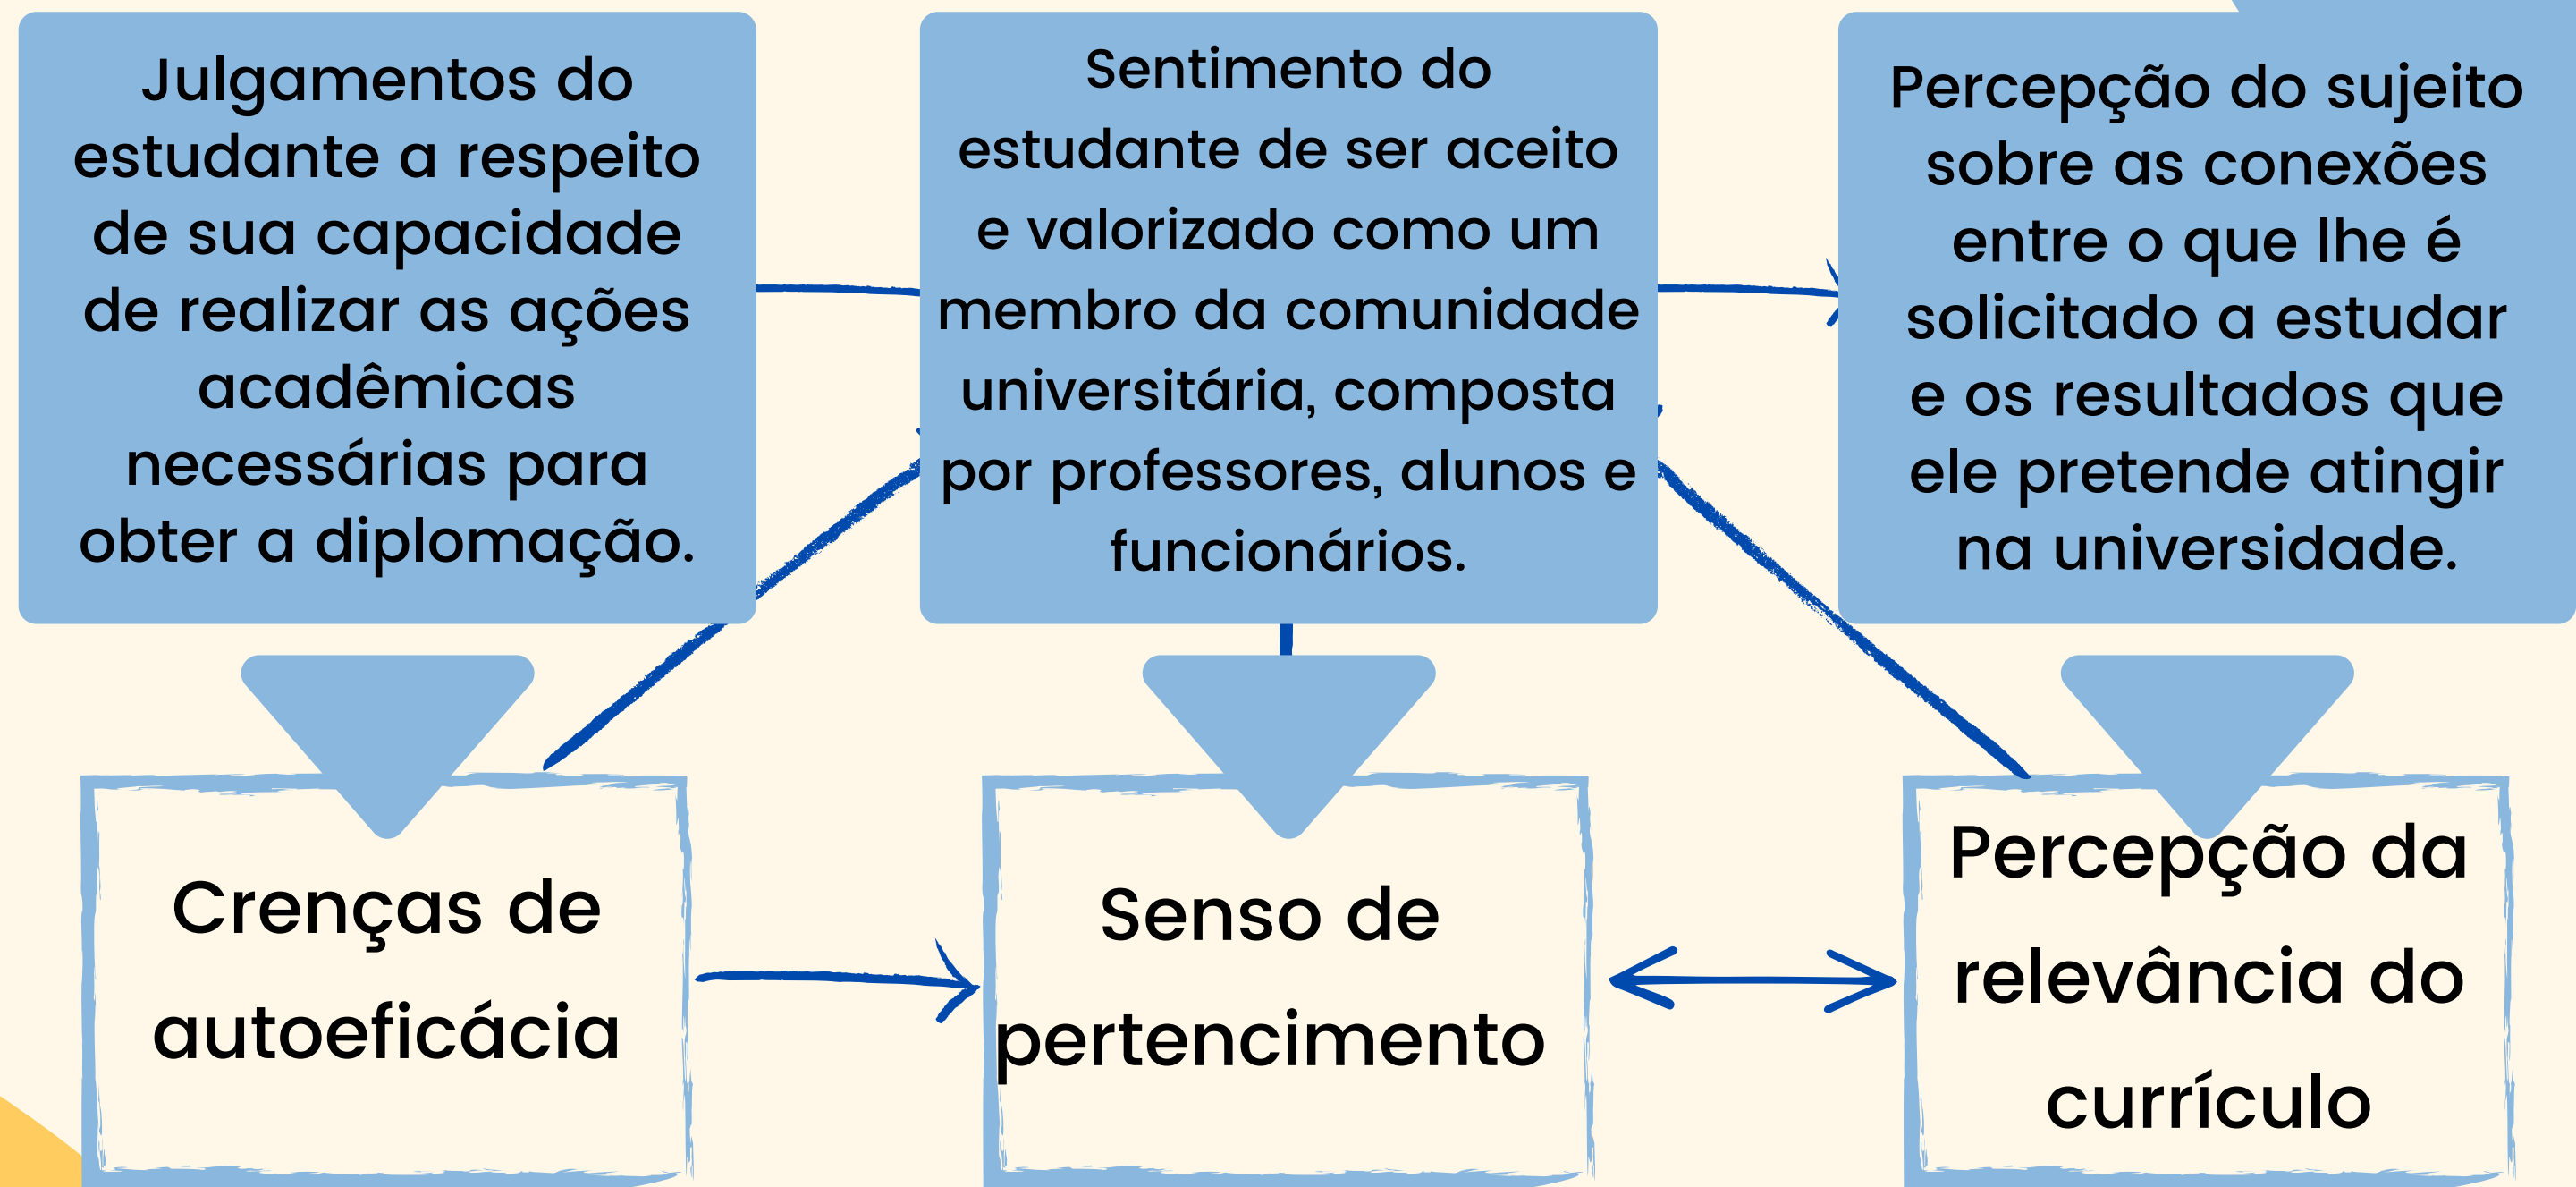 Julgamentos do
estudante a respeito
de sua capacidade
de realizar as ações
acadêmicas
necessárias para
obter a diplomação.
Sentimento do
estudante de ser aceito
e valorizado como um
membro da comunidade
universitária, composta
por professores, alunos e
funcionários.
Percepção do sujeito
sobre as conexões
entre o que lhe é
solicitado a estudar
e os resultados que
ele pretende atingir
na universidade.
Crenças de
autoeficácia
Senso de
pertencimento
Percepção da
relevância do
currículo